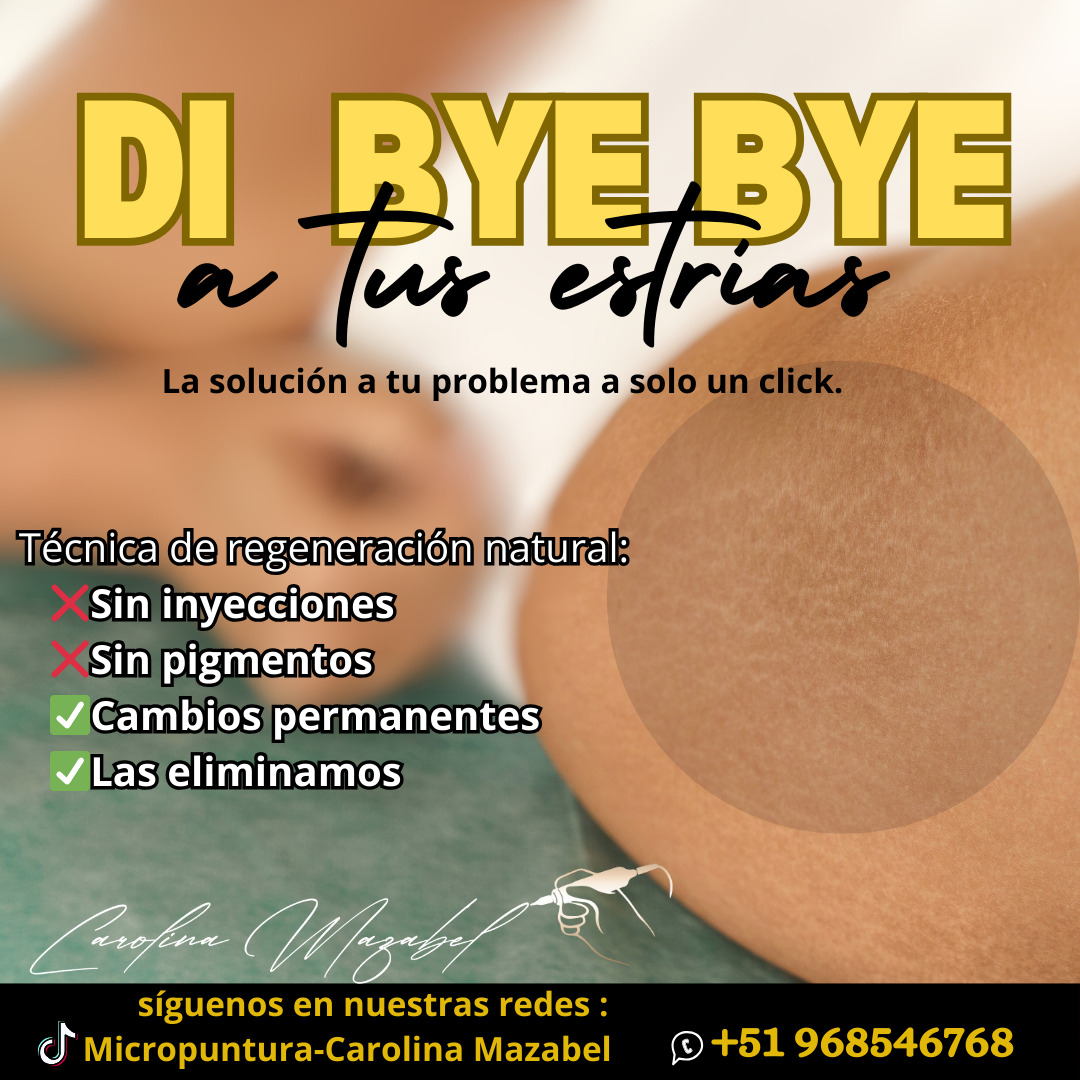 DI BYE BYE
a tus estrías
La solución a tu problema a solo un click.
Técnica de regeneración natural:
❌Sin inyecciones
❌Sin pigmentos
✅Cambios permanentes
✅Las eliminamos
Carolina Mazabel
síguenos en nuestras redes :
Micropuntura-Carolina Mazabel
+51 968546768